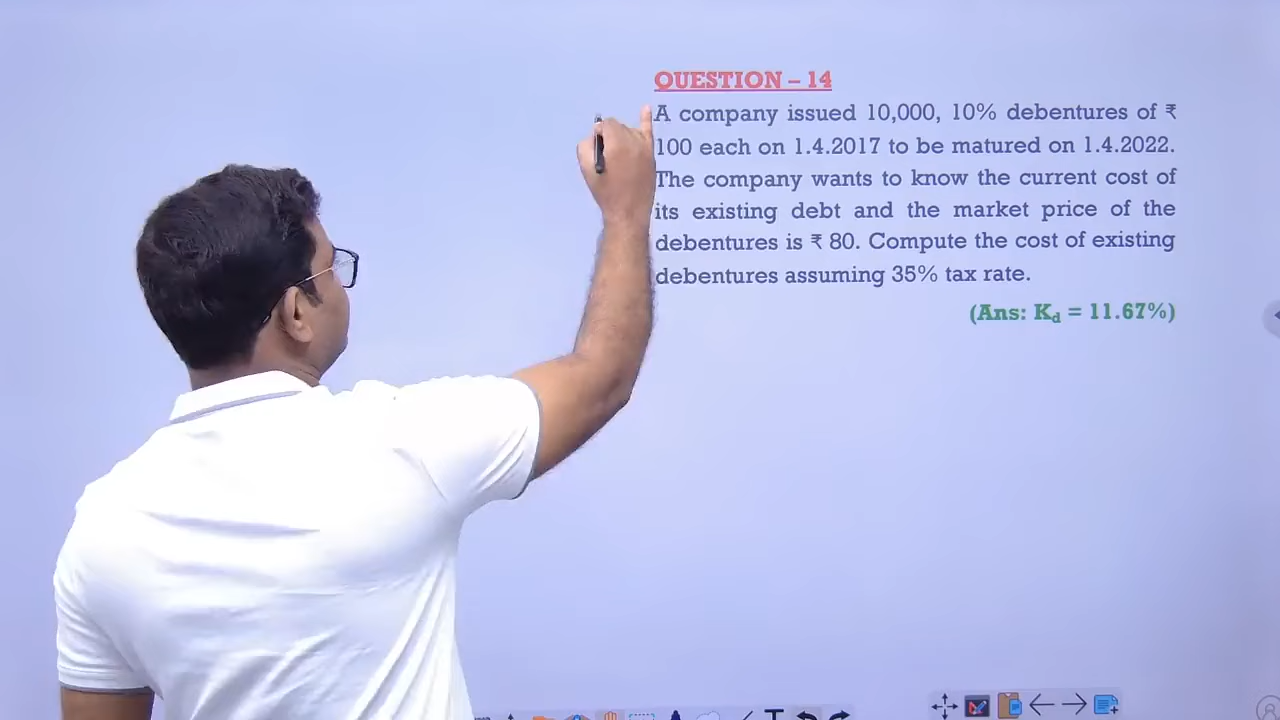 QUESTION – 14
A company issued 10,000, 10% debentures of ₹
100 each on 1.4.2017 to be matured on 1.4.2022.
The company wants to know the current cost of
its existing debt and the market price of the
debentures is ₹ 80. Compute the cost of existing
debentures assuming 35% tax rate.
(Ans: Kd = 11.67%)